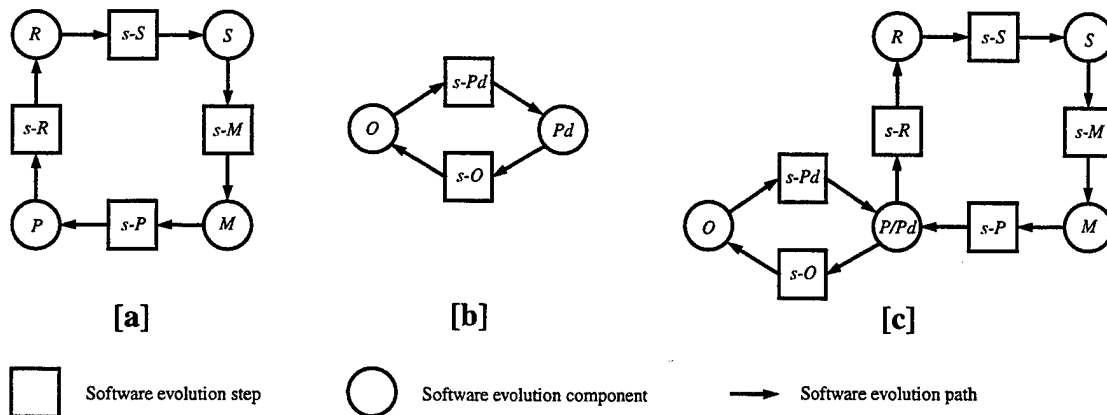 R
s-S
S
s-R
s-M
P
s-P
M
[a]
O
s-Pd
Pd
s-O
[b]
R
s-S
S
s-R
s-M
s-Pd
O
P/Pd
s-P
M
s-O
[c]
Software evolution step
Software evolution component
Software evolution path